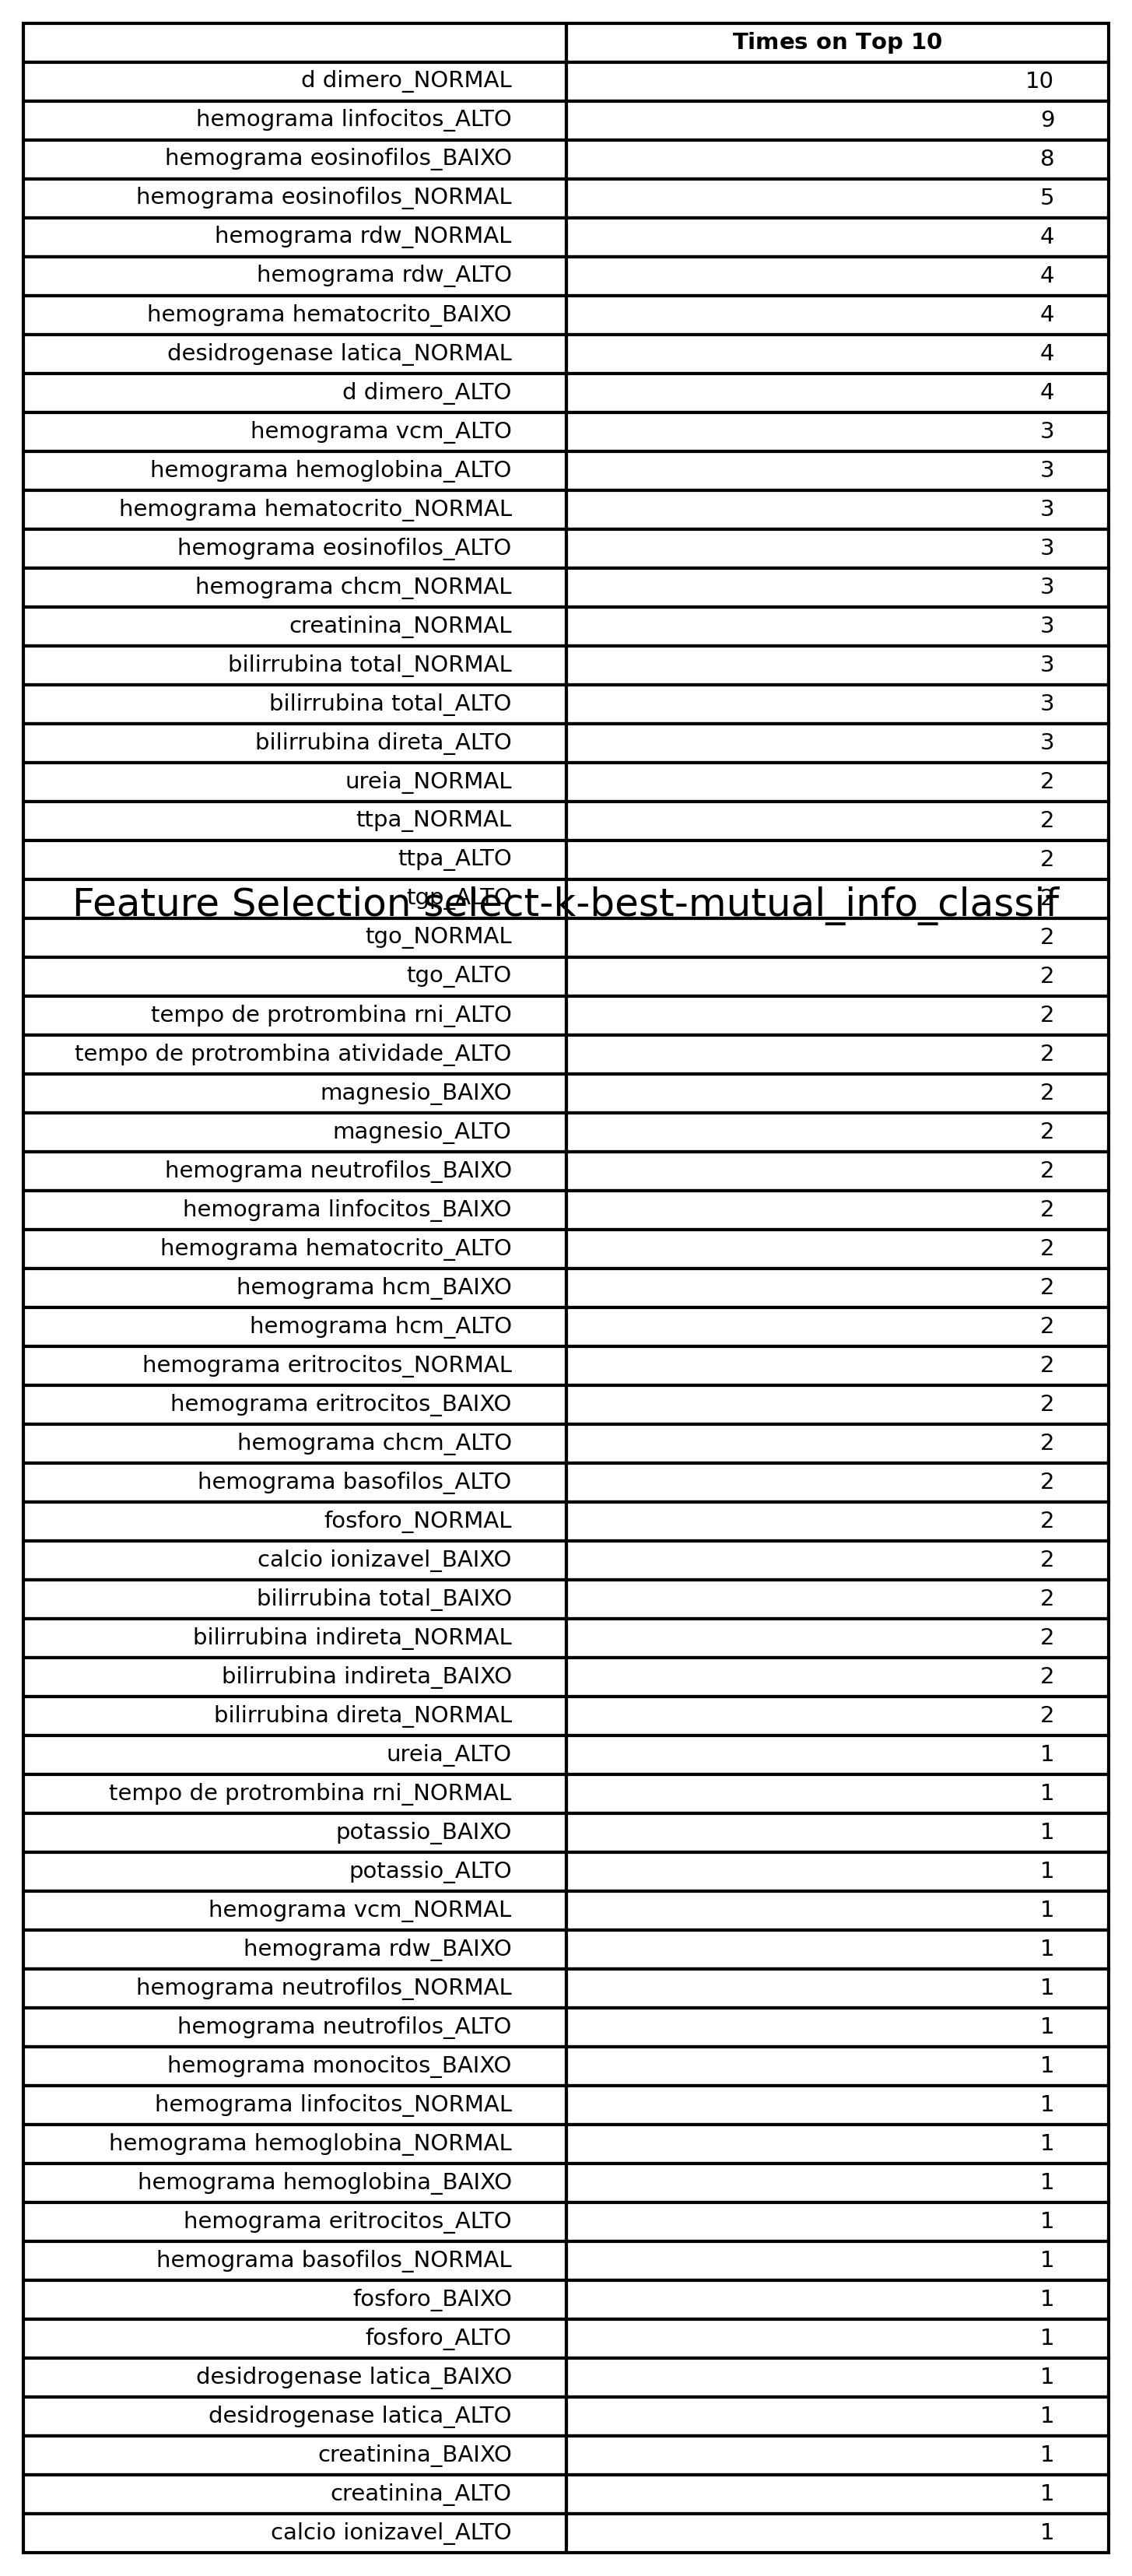 Times on Top 10
d dimero_NORMAL 10
hemograma linfocitos_ALTO 9
hemograma eosinofilos_BAIXO 8
hemograma eosinofilos_NORMAL 5
hemograma rdw_NORMAL 4
hemograma rdw_ALTO 4
hemograma hematocrito_BAIXO 4
desidrogenase latica_NORMAL 4
d dimero_ALTO 4
hemograma vcm_ALTO 3
hemograma hemoglobina_ALTO 3
hemograma hematocrito_NORMAL 3
hemograma eosinofilos_ALTO 3
hemograma chcm_NORMAL 3
creatinina_NORMAL 3
bilirrubina total_NORMAL 3
bilirrubina total_ALTO 3
bilirrubina direta_ALTO 3
ureia_NORMAL 2
ttpa_NORMAL 2
ttpa_ALTO 2
tgp_ALTO 2
Feature Selection select-k-best-mutual_info_classif
tgo_NORMAL 2
tgo_ALTO 2
tempo de protrombina rni_ALTO 2
tempo de protrombina atividade_ALTO 2
magnesio_BAIXO 2
magnesio_ALTO 2
hemograma neutrofilos_BAIXO 2
hemograma linfocitos_BAIXO 2
hemograma hematocrito_ALTO 2
hemograma hcm_BAIXO 2
hemograma hcm_ALTO 2
hemograma eritrocitos_NORMAL 2
hemograma eritrocitos_BAIXO 2
hemograma chcm_ALTO 2
hemograma basofilos_ALTO 2
fosforo_NORMAL 2
calcio ionizavel_BAIXO 2
bilirrubina total_BAIXO 2
bilirrubina indireta_NORMAL 2
bilirrubina indireta_BAIXO 2
bilirrubina direta_NORMAL 2
ureia_ALTO 1
tempo de protrombina rni_NORMAL 1
potassio_BAIXO 1
potassio_ALTO 1
hemograma vcm_NORMAL 1
hemograma rdw_BAIXO 1
hemograma neutrofilos_NORMAL 1
hemograma neutrofilos_ALTO 1
hemograma monocitos_BAIXO 1
hemograma linfocitos_NORMAL 1
hemograma hemoglobina_NORMAL 1
hemograma hemoglobina_BAIXO 1
hemograma eritrocitos_ALTO 1
hemograma basofilos_NORMAL 1
fosforo_BAIXO 1
fosforo_ALTO 1
desidrogenase latica_BAIXO 1
desidrogenase latica_ALTO 1
creatinina_BAIXO 1
creatinina_ALTO 1
calcio ionizavel_ALTO 1